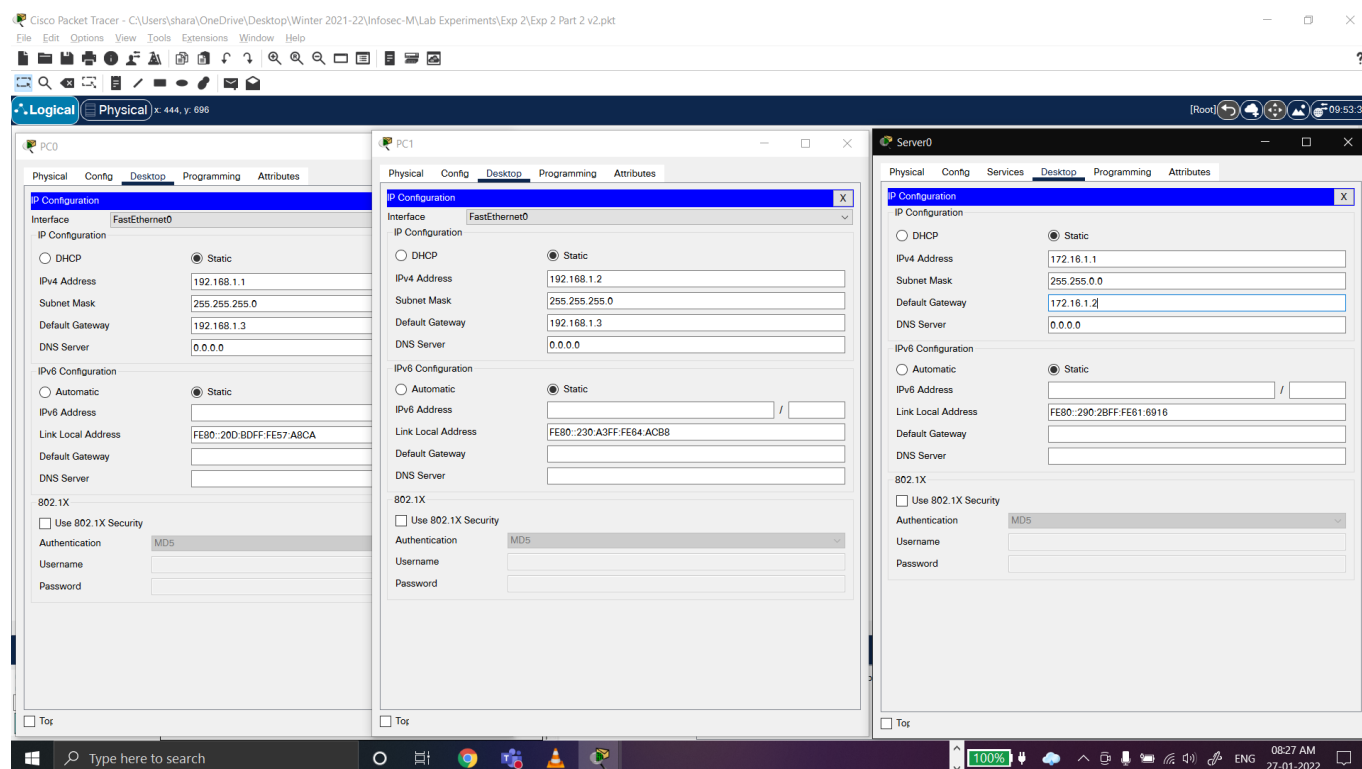 Cisco Packet Tracer - C:\Users\shara\OneDrive\Desktop\Winter 2021-22\Infosec-M\Lab Experiments\Exp 2\Exp 2 Part 2 v2.pkt
File Edit Options View Tools Extensions Window Help
Logical Physical x: 444, y: 696 [Root] 09:53:3
PC0
Physical Config Desktop Programming Attributes
IP Configuration
Interface FastEthernet0
IP Configuration
DHCP Static
IPv4 Address 192.168.1.1
Subnet Mask 255.255.255.0
Default Gateway 192.168.1.3
DNS Server 0.0.0.0
IPv6 Configuration
Automatic Static
IPv6 Address
Link Local Address FE80::20D:BDFF:FE57:A8CA
Default Gateway
DNS Server
802.1X
Use 802.1X Security
Authentication MD5
Username
Password
Top
PC1
Physical Config Desktop Programming Attributes
IP Configuration X
Interface FastEthernet0
IP Configuration
DHCP Static
IPv4 Address 192.168.1.2
Subnet Mask 255.255.255.0
Default Gateway 192.168.1.3
DNS Server 0.0.0.0
IPv6 Configuration
Automatic Static
IPv6 Address /
Link Local Address FE80::230:A3FF:FE64:ACB8
Default Gateway
DNS Server
802.1X
Use 802.1X Security
Authentication MD5
Username
Password
Top
Server0
Physical Config Services Desktop Programming Attributes
IP Configuration X
IP Configuration
DHCP Static
IPv4 Address 172.16.1.1
Subnet Mask 255.255.0.0
Default Gateway 172.16.1.2
DNS Server 0.0.0.0
IPv6 Configuration
Automatic Static
IPv6 Address /
Link Local Address FE80::290:2BFF:FE61:6916
Default Gateway
DNS Server
802.1X
Use 802.1X Security
Authentication MD5
Username
Password
Top
Type here to search 100% ENG 08:27 AM
27-01-2022